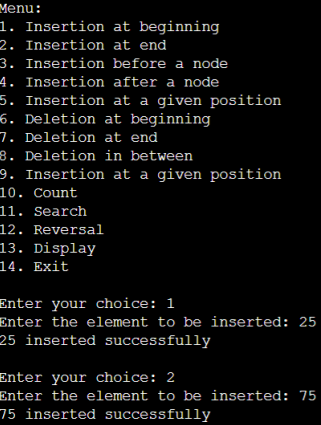 Menu:
1. Insertion at beginning
2. Insertion at end
3. Insertion before a node
4. Insertion after a node
5. Insertion at a given position
6. Deletion at beginning
7. Deletion at end
8. Deletion in between
9. Insertion at a given position
10. Count
11. Search
12. Reversal
13. Display
14. Exit
Enter your choice: 1
Enter the element to be inserted: 25
25 inserted successfully
Enter your choice: 2
Enter the element to be inserted: 75
75 inserted successfully